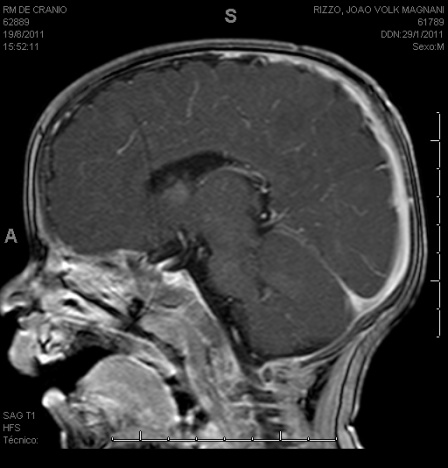 RM DE CRANIO
62889
19/8/2011
15:52:11
S
RIZZO, JOAO VOLK MAGNANI
61789
DDN:29/1/2011
Sexo:M
A
SAG T1
HFS
Técnico: